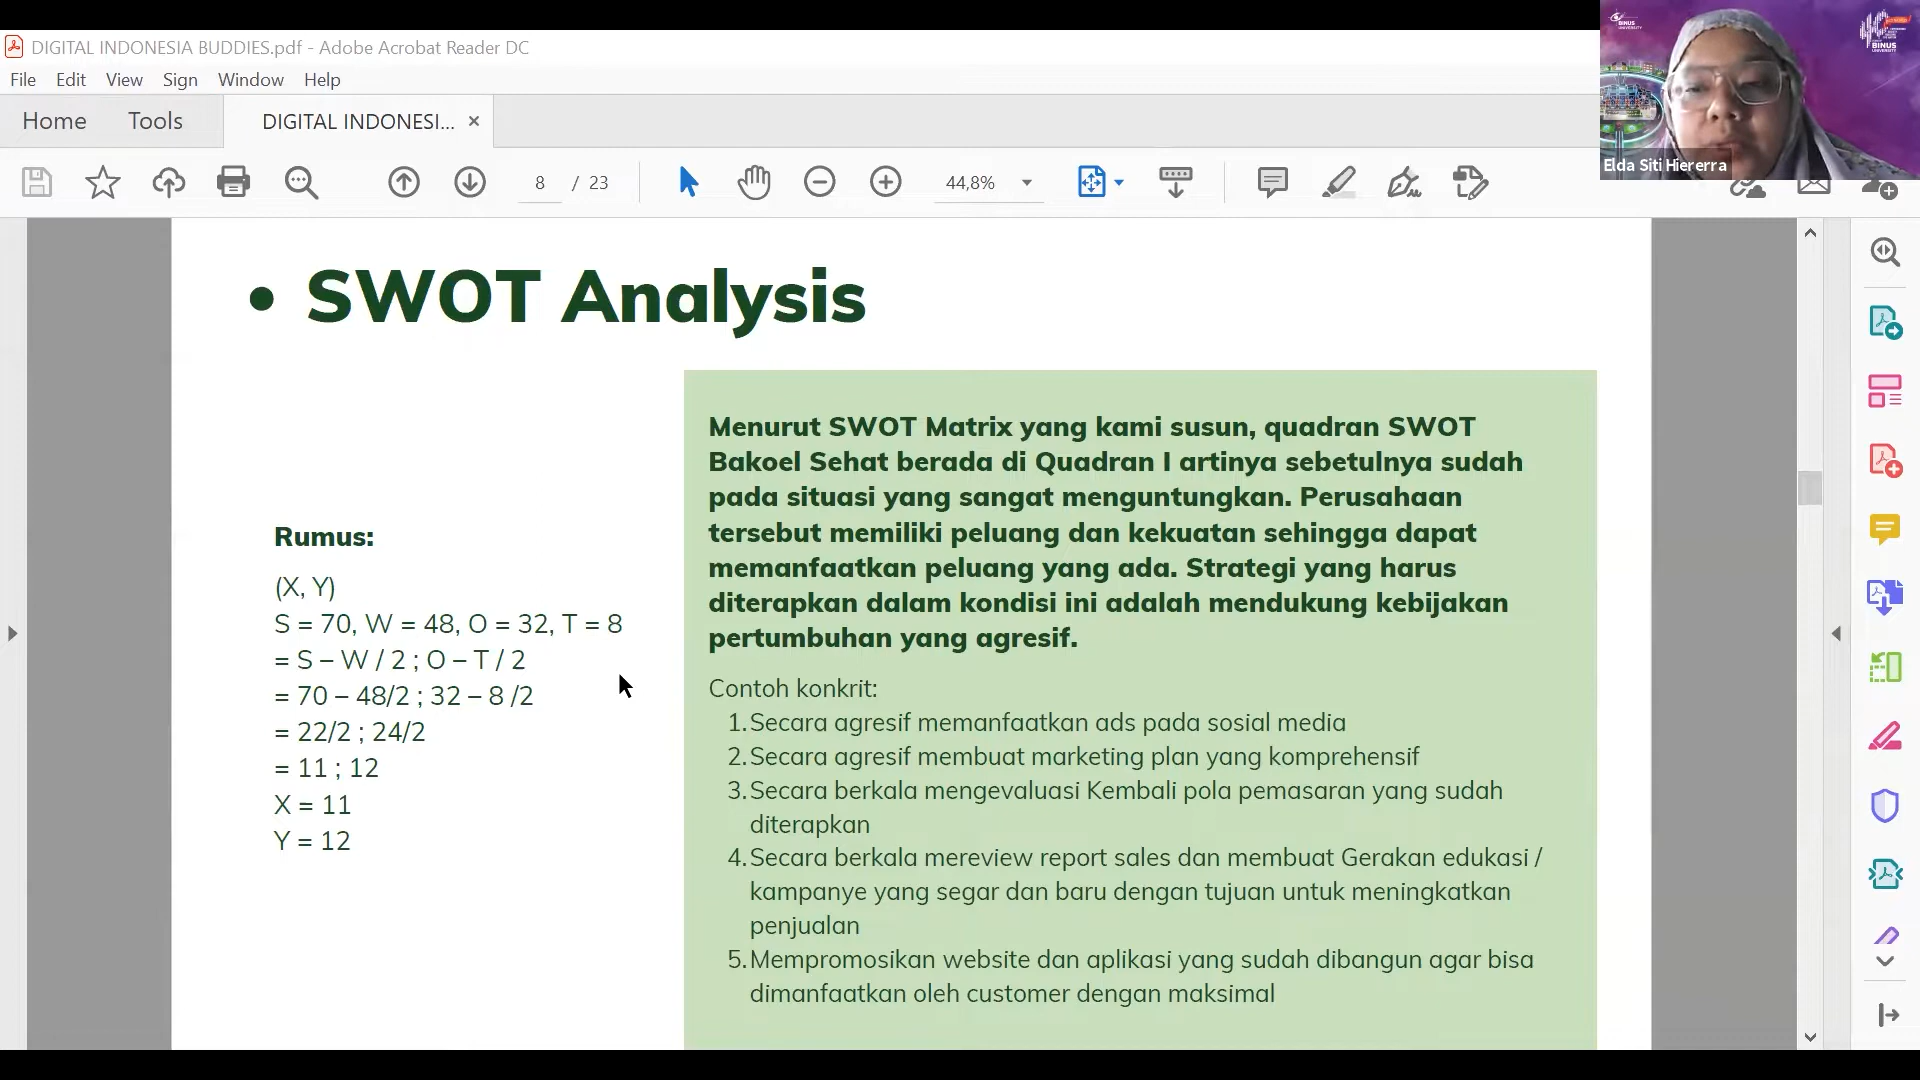 DIGITAL INDONESIA BUDDIES.pdf - Adobe Acrobat Reader DC
File Edit View Sign Window Help
Home Tools DIGITAL INDONESI... ×
8 / 23 44,8%
BINUS UNIVERSITY
BINUS UNIVERSITY
Elda Siti Hiererra
• SWOT Analysis
Rumus:
(X, Y)
S = 70, W = 48, O = 32, T = 8
= S – W / 2 ; O – T / 2
= 70 – 48/2 ; 32 – 8 /2
= 22/2 ; 24/2
= 11 ; 12
X = 11
Y = 12
Menurut SWOT Matrix yang kami susun, quadran SWOT
Bakoel Sehat berada di Quadran I artinya sebetulnya sudah
pada situasi yang sangat menguntungkan. Perusahaan
tersebut memiliki peluang dan kekuatan sehingga dapat
memanfaatkan peluang yang ada. Strategi yang harus
diterapkan dalam kondisi ini adalah mendukung kebijakan
pertumbuhan yang agresif.
Contoh konkrit:
1. Secara agresif memanfaatkan ads pada sosial media
2. Secara agresif membuat marketing plan yang komprehensif
3. Secara berkala mengevaluasi Kembali pola pemasaran yang sudah
diterapkan
4. Secara berkala mereview report sales dan membuat Gerakan edukasi /
kampanye yang segar dan baru dengan tujuan untuk meningkatkan
penjualan
5. Mempromosikan website dan aplikasi yang sudah dibangun agar bisa
dimanfaatkan oleh customer dengan maksimal